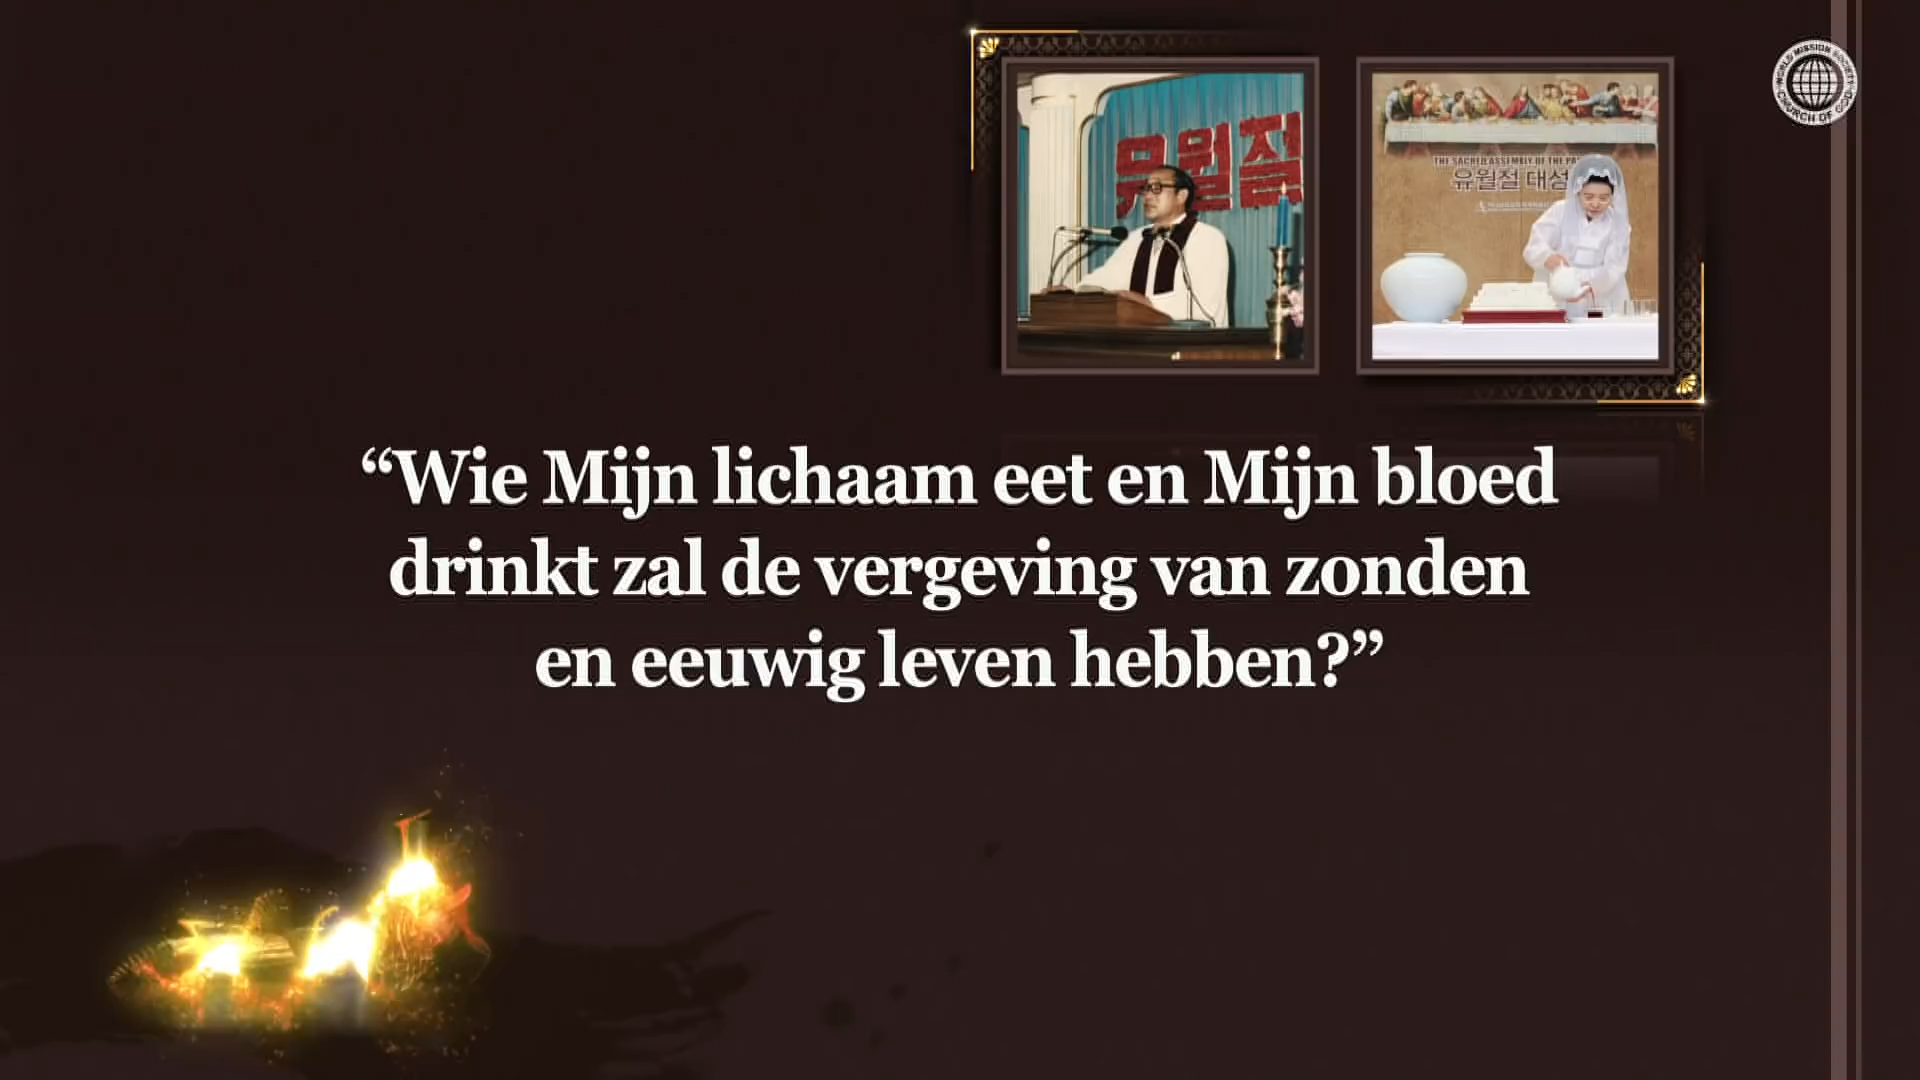 유월절
THE SACRED ASSEMBLY OF THE
유월절 대성
WORLD MISSION SOCIETY
CHURCH OF GOD
“Wie Mijn lichaam eet en Mijn bloed
drinkt zal de vergeving van zonden
en eeuwig leven hebben?”